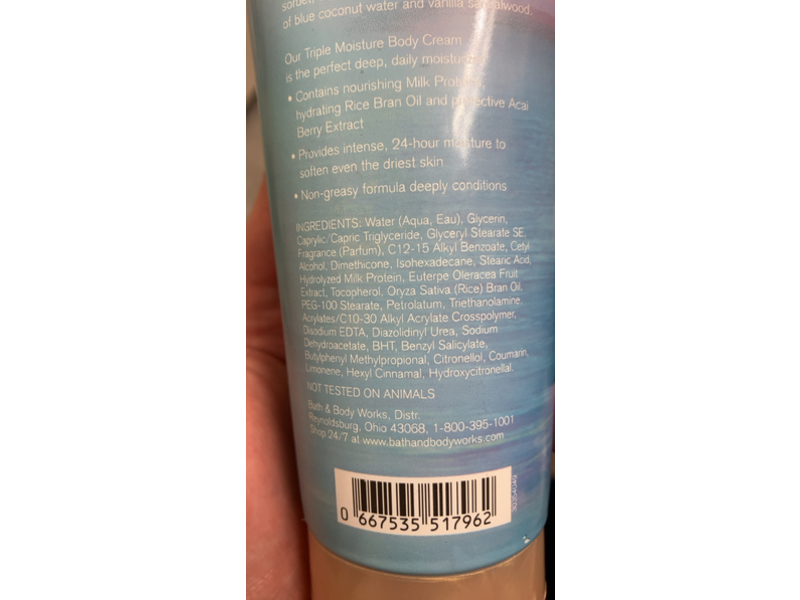 of blue coconut water and vanilla sandalwood.
Our Triple Moisture Body Cream
is the perfect deep, daily moisturizer
• Contains nourishing Milk Protein,
hydrating Rice Bran Oil and protective Acai
Berry Extract
• Provides intense, 24-hour moisture to
soften even the driest skin
• Non-greasy formula deeply conditions
INGREDIENTS: Water (Aqua, Eau), Glycerin,
Caprylic/Capric Triglyceride, Glyceryl Stearate SE,
Fragrance (Parfum), C12-15 Alkyl Benzoate, Cetyl
Alcohol, Dimethicone, Isohexadecane, Stearic Acid,
Hydrolyzed Milk Protein, Euterpe Oleracea Fruit
Extract, Tocopherol, Oryza Sativa (Rice) Bran Oil,
PEG-100 Stearate, Petrolatum, Triethanolamine,
Acrylates/C10-30 Alkyl Acrylate Crosspolymer,
Disodium EDTA, Diazolidinyl Urea, Sodium
Dehydroacetate, BHT, Benzyl Salicylate,
Butylphenyl Methylpropional, Citronellol, Coumarin,
Limonene, Hexyl Cinnamal, Hydroxycitronellal.
NOT TESTED ON ANIMALS
Bath & Body Works, Distr.
Reynoldsburg, Ohio 43068, 1-800-395-1001
Shop 24/7 at www.bathandbodyworks.com
0 667535 517962